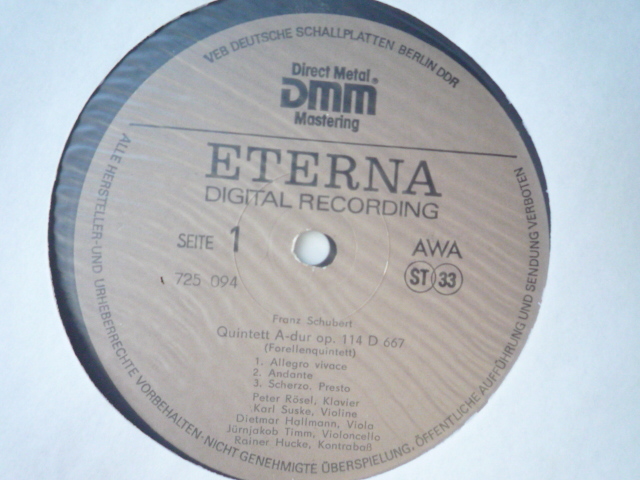 VEB DEUTSCHE SCHALLPLATTEN BERLIN DDR
Direct Metal
DMM®
Mastering
ETERNA
DIGITAL RECORDING
SEITE 1
AWA
725 094
ST 33
Franz Schubert
Quintett A-dur op. 114 D 667
(Forellenquintett)
1. Allegro vivace
2. Andante
3. Scherzo. Presto
Peter Rösel, Klavier
Karl Suske, Violine
Dietmar Hallmann, Viola
Jürnjakob Timm, Violoncello
Rainer Hucke, Kontrabaß
ALLE HERSTELLER- UND URHEBERRECHTE VORBEHALTEN · NICHT GENEHMIGTE ÜBERSPIELUNG, ÖFFENTLICHE AUFFÜHRUNG UND SENDUNG VERBOTEN